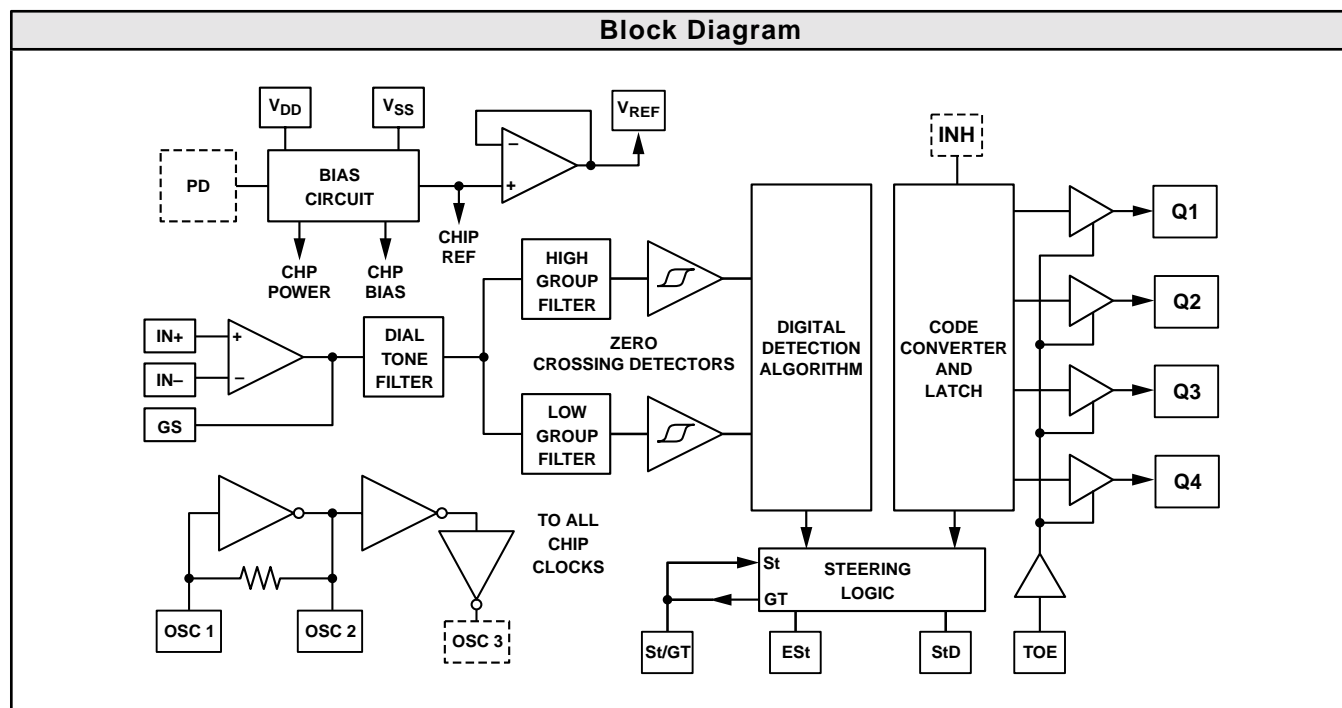 Block Diagram
VDD
VSS
VREF
INH
PD
BIAS
CIRCUIT
−
+
Q1
CHIP
REF
CHP
POWER
CHP
BIAS
HIGH
GROUP
FILTER
Q2
IN+
+
IN−
−
GS
DIAL
TONE
FILTER
ZERO
CROSSING DETECTORS
DIGITAL
DETECTION
ALGORITHM
CODE
CONVERTER
AND
LATCH
Q3
LOW
GROUP
FILTER
Q4
TO ALL
CHIP
CLOCKS
St
GT
STEERING
LOGIC
OSC 1
OSC 2
OSC 3
St/GT
ESt
StD
TOE